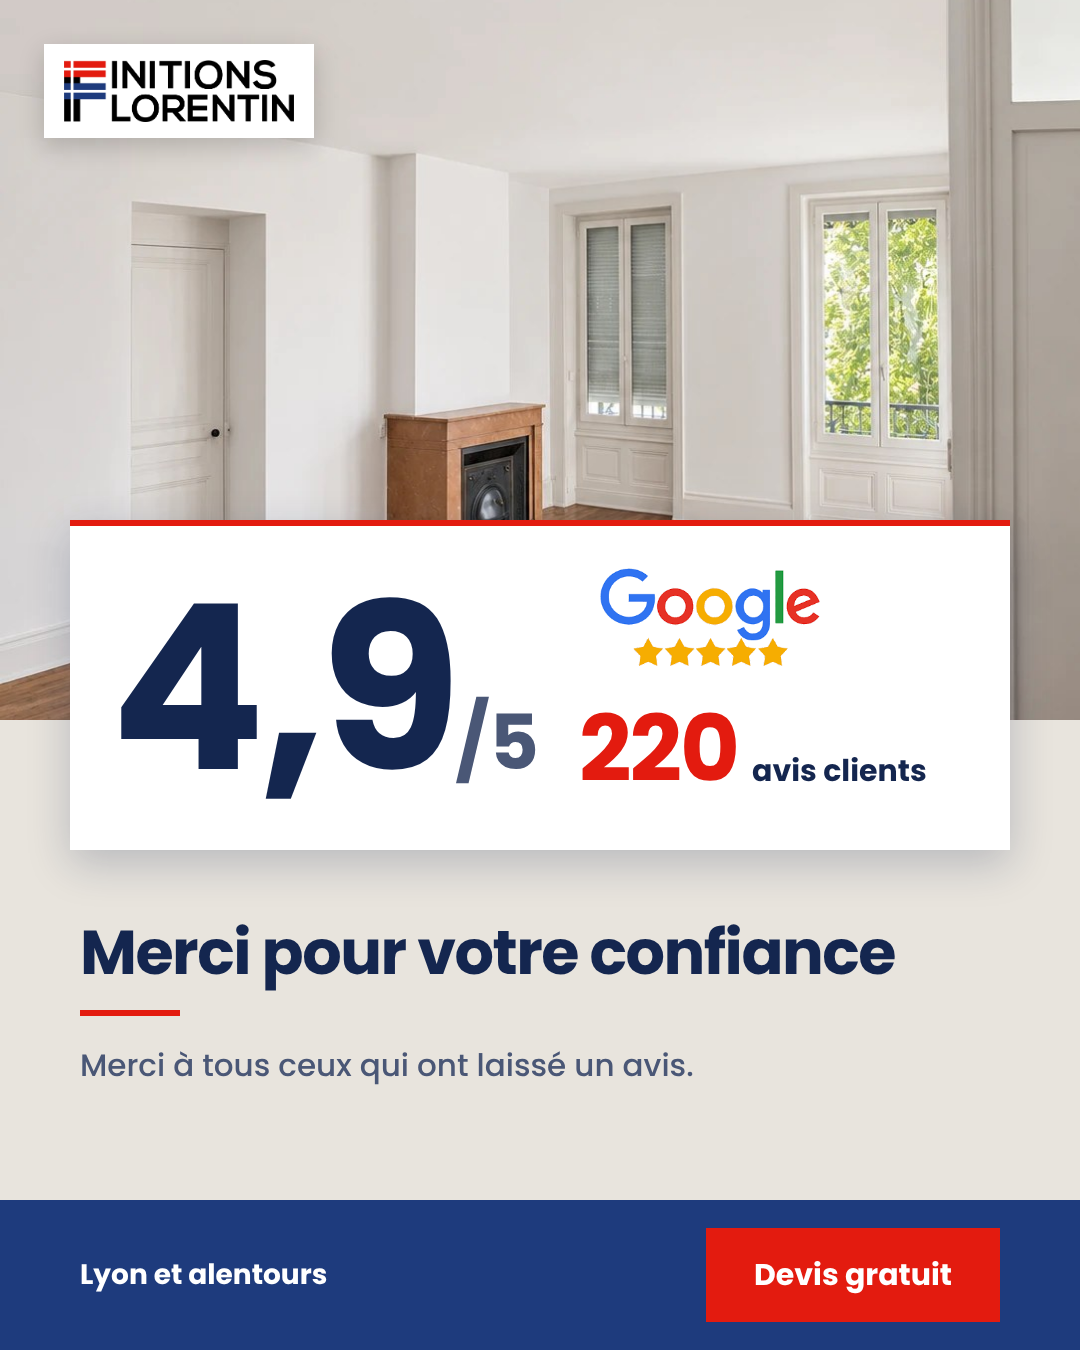 FINITIONS
FLORENTIN
4,9/5
Google
220 avis clients
Merci pour votre confiance
Merci à tous ceux qui ont laissé un avis.
Lyon et alentours
Devis gratuit